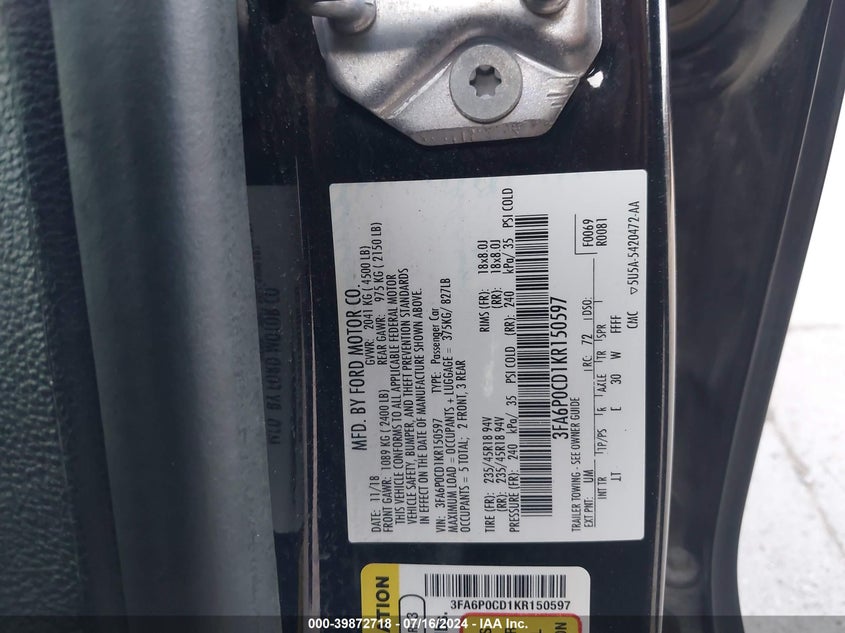 MFD. BY FORD MOTOR CO.
DATE: 11/18 GVWR: 2041 KG (4500 LB)
FRONT GAWR: 1089 KG (2400 LB) REAR GAWR: 975 KG (2150 LB)
THIS VEHICLE CONFORMS TO ALL APPLICABLE FEDERAL MOTOR
VEHICLE SAFETY, BUMPER, AND THEFT PREVENTION STANDARDS
IN EFFECT ON THE DATE OF MANUFACTURE SHOWN ABOVE.
VIN: 3FA6P0CD1KR150597 TYPE: Passenger Car
MAXIMUM LOAD = OCCUPANTS + LUGGAGE = 375KG/ 827LB
OCCUPANTS = 5 TOTAL; 2 FRONT, 3 REAR
TIRE (FR): 235/45R18 94V RIMS (FR): 18x8.0J
(RR): 235/45R18 94V (RR): 18x8.0J
PRESSURE (FR): 240 kPa/ 35 PSI COLD (RR): 240 kPa/ 35 PSI COLD
3FA6P0CD1KR150597
F0069
R0081
TRAILER TOWING - SEE OWNER GUIDE
EXT PNT: UM RC: 72 DSO:
INT TR TP/PS R AXLE TR SPR
LT L 30 W FFFF
CMC 5U5A-5420472-AA
3FA6P0CD1KR150597
000-39872718 - 07/16/2024 - IAA Inc.